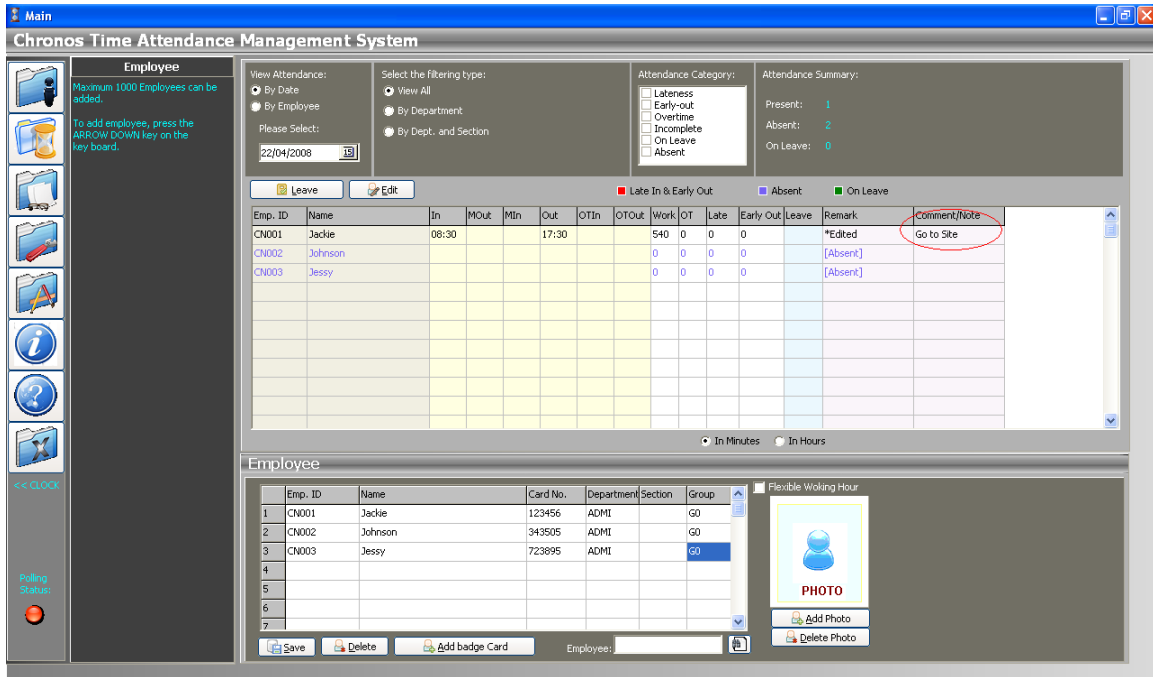 Main
Chronos Time Attendance Management System
Employee
Maximum 1000 Employees can be
added.
To add employee, press the
ARROW DOWN key on the
key board.
<< CLOCK
Polling
Status:
View Attendance:
By Date
By Employee
Please Select:
22/04/2008 15
Select the filtering type:
View All
By Department
By Dept. and Section
Attendance Category:
Lateness
Early-out
Overtime
Incomplete
On Leave
Absent
Attendance Summary:
Present: 1
Absent: 2
On Leave: 0
Leave Edit
Late In & Early Out Absent On Leave
Emp. ID Name In MOut MIn Out OTIn OTOut Work OT Late Early Out Leave Remark Comment/Note
CN001 Jackie 08:30 17:30 540 0 0 0 *Edited Go to Site
CN002 Johnson 0 0 0 0 [Absent]
CN003 Jessy 0 0 0 0 [Absent]
In Minutes In Hours
Employee
Emp. ID Name Card No. Department Section Group
1 CN001 Jackie 123456 ADMI G0
2 CN002 Johnson 343505 ADMI G0
3 CN003 Jessy 723895 ADMI G0
4
5
6
7
Save Delete Add badge Card Employee:
Flexible Woking Hour
PHOTO
Add Photo
Delete Photo